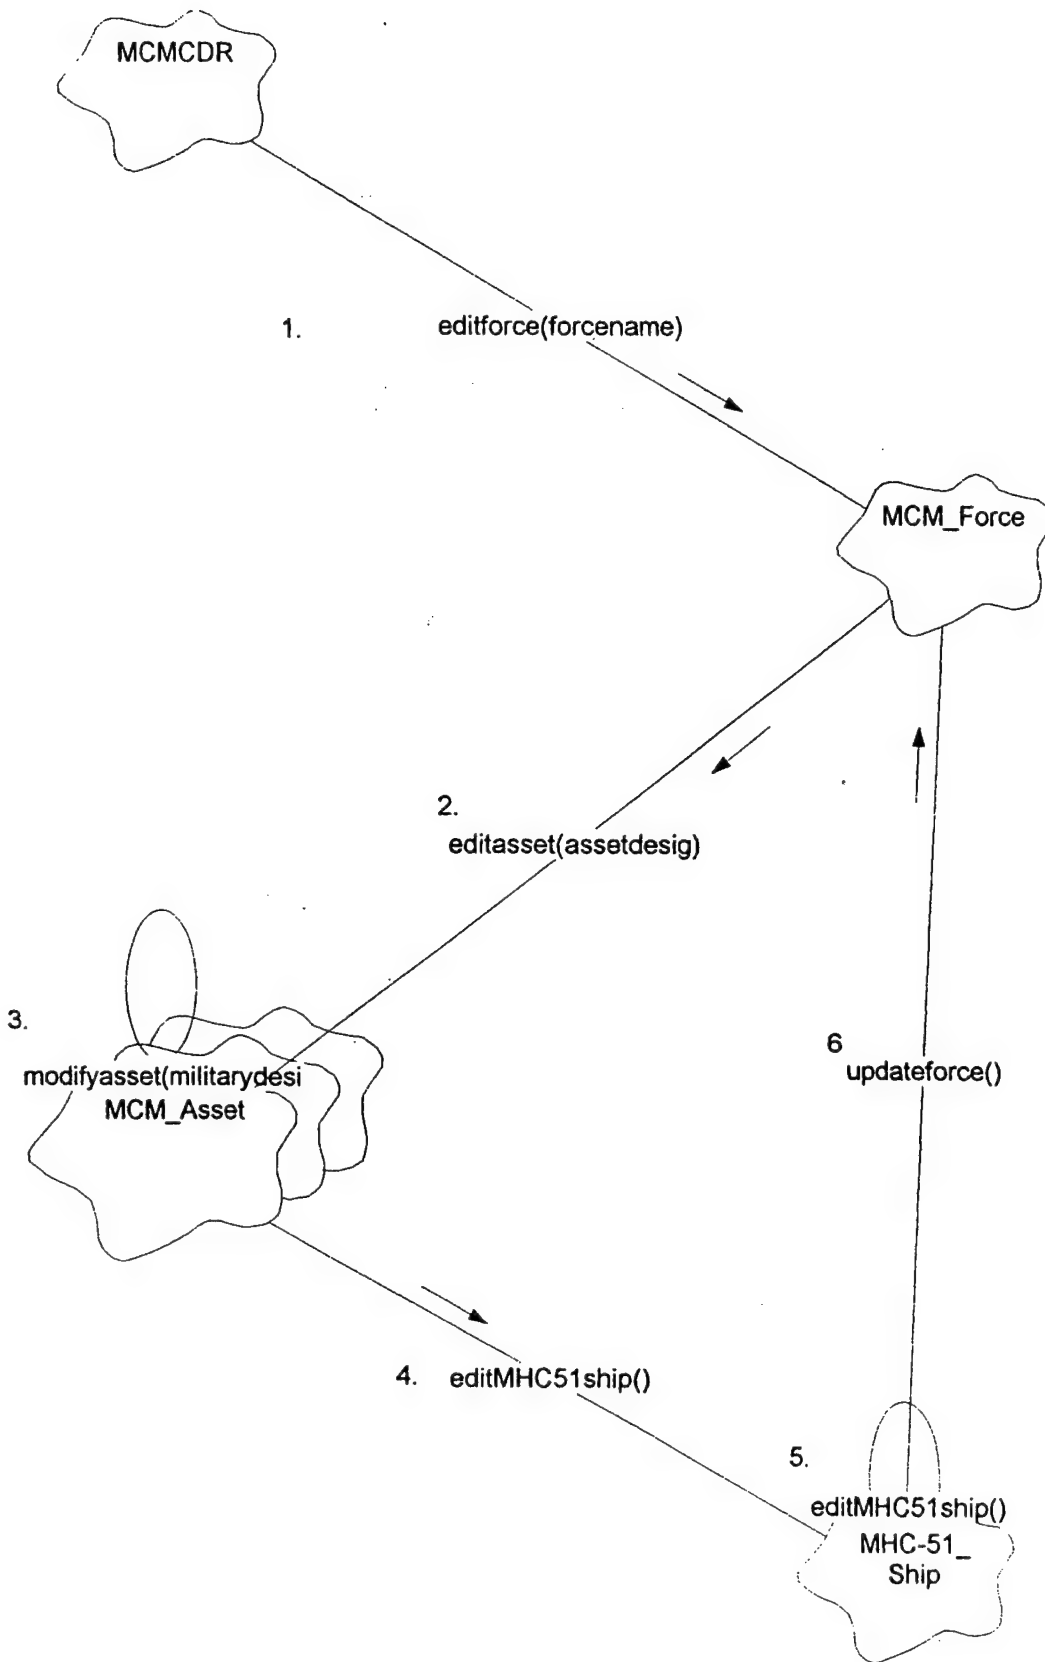 MCMCDR
1.
editforce(forcename)
MCM_Force
2.
editasset(assetdesig)
3.
modifyasset(militarydesi
MCM_Asset
6
updateforce()
4.
editMHC51ship()
5.
editMHC51ship()
MHC-51_
Ship